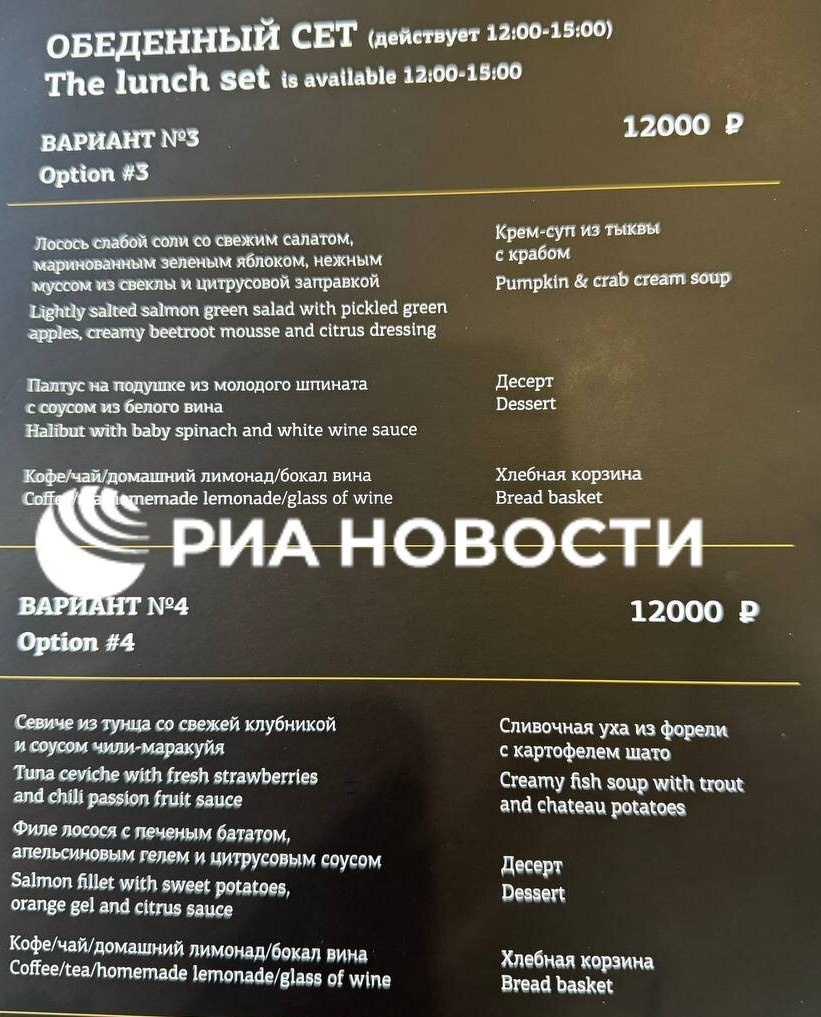 ОБЕДЕННЫЙ СЕТ (действует 12:00-15:00)
The lunch set is available 12:00-15:00
ВАРИАНТ №3
12000 ₽
Option #3
Лосось слабой соли со свежим салатом,
маринованным зеленым яблоком, нежным
муссом из свеклы и цитрусовой заправкой
Lightly salted salmon green salad with pickled green
apples, creamy beetroot mousse and citrus dressing
Крем-суп из тыквы
с крабом
Pumpkin & crab cream soup
Палтус на подушке из молодого шпината
с соусом из белого вина
Halibut with baby spinach and white wine sauce
Десерт
Dessert
Кофе/чай/домашний лимонад/бокал вина
Coffee/tea/homemade lemonade/glass of wine
Хлебная корзина
Bread basket
РИА НОВОСТИ
ВАРИАНТ №4
12000 ₽
Option #4
Севиче из тунца со свежей клубникой
и соусом чили-маракуйя
Tuna ceviche with fresh strawberries
and chili passion fruit sauce
Сливочная уха из форели
с картофелем шато
Creamy fish soup with trout
and chateau potatoes
Филе лосося с печеным бататом,
апельсиновым гелем и цитрусовым соусом
Salmon fillet with sweet potatoes,
orange gel and citrus sauce
Десерт
Dessert
Кофе/чай/домашний лимонад/бокал вина
Coffee/tea/homemade lemonade/glass of wine
Хлебная корзина
Bread basket